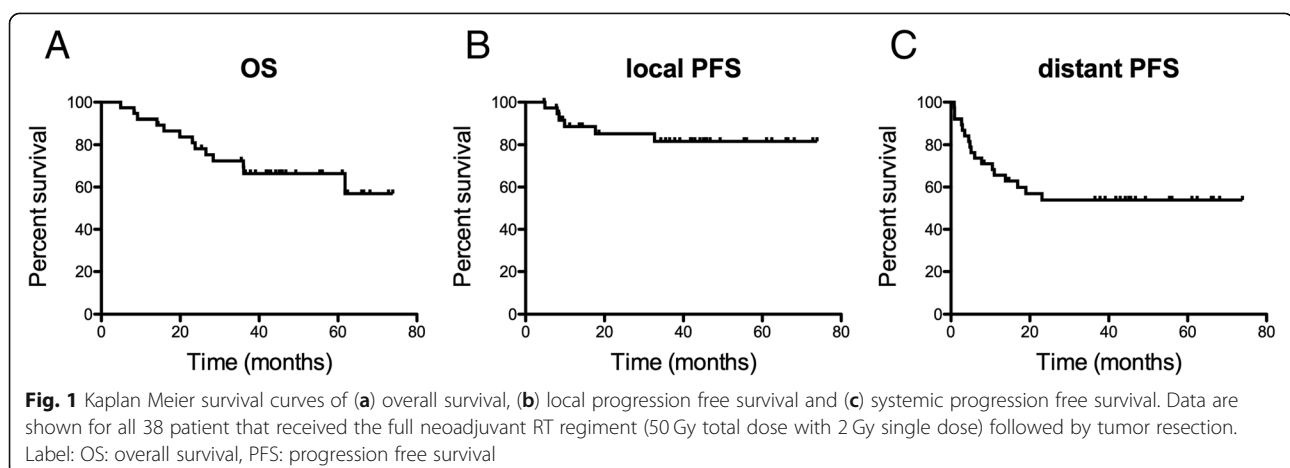 A
OS
Percent survival
100
80
60
40
20
0
0 20 40 60 80
Time (months)
B
local PFS
Percent survival
100
80
60
40
20
0
0 20 40 60 80
Time (months)
C
distant PFS
Percent survival
100
80
60
40
20
0
0 20 40 60 80
Time (months)
Fig. 1 Kaplan Meier survival curves of (a) overall survival, (b) local progression free survival and (c) systemic progression free survival. Data are
shown for all 38 patient that received the full neoadjuvant RT regiment (50 Gy total dose with 2 Gy single dose) followed by tumor resection.
Label: OS: overall survival, PFS: progression free survival